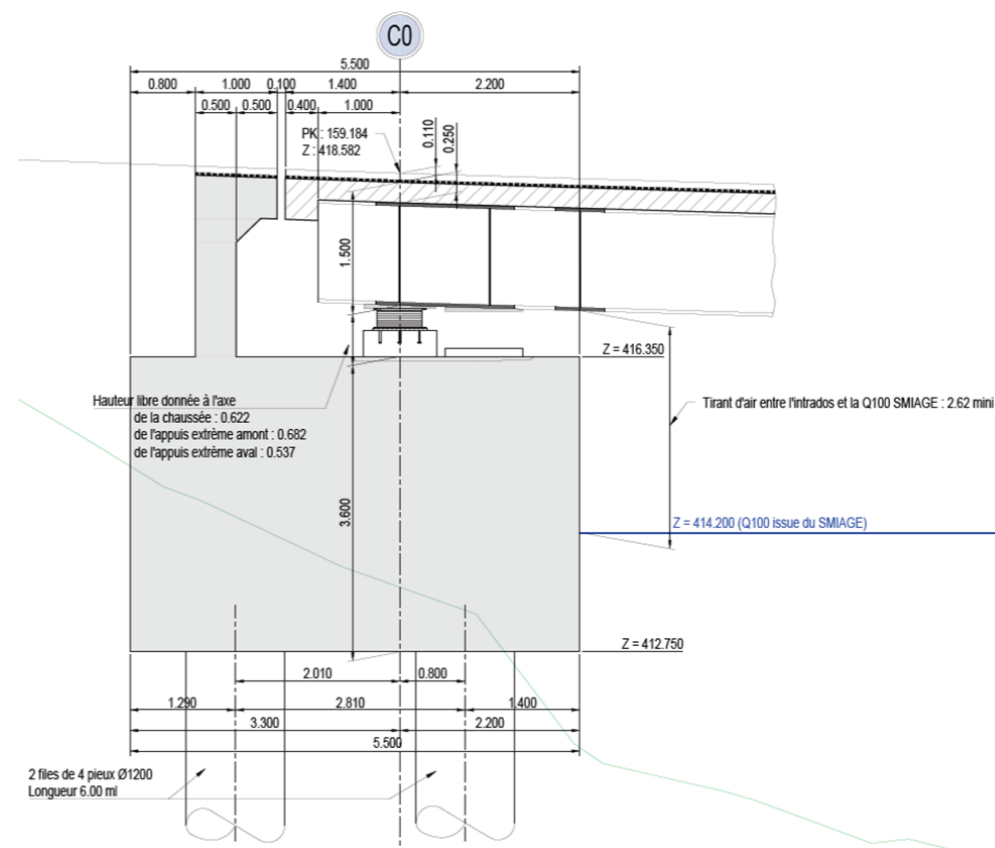 C0
5.500
0.800
1.000
0.100
1.400
2.200
0.500
0.500
0.400
1.000
PK : 159.184
Z : 418.582
0.110
0.250
1.500
Z = 416.350
Hauteur libre donnée à l'axe
de la chaussée : 0.622
de l'appuis extrème amont : 0.682
de l'appuis extrème aval : 0.537
Tirant d'air entre l'intrados et la Q100 SMIAGE : 2.62 mini
3.600
Z = 414.200 (Q100 issue du SMIAGE)
Z = 412.750
2.010
0.800
1.290
2.810
1.400
3.300
2.200
5.500
2 files de 4 pieux Ø1200
Longueur 6.00 ml